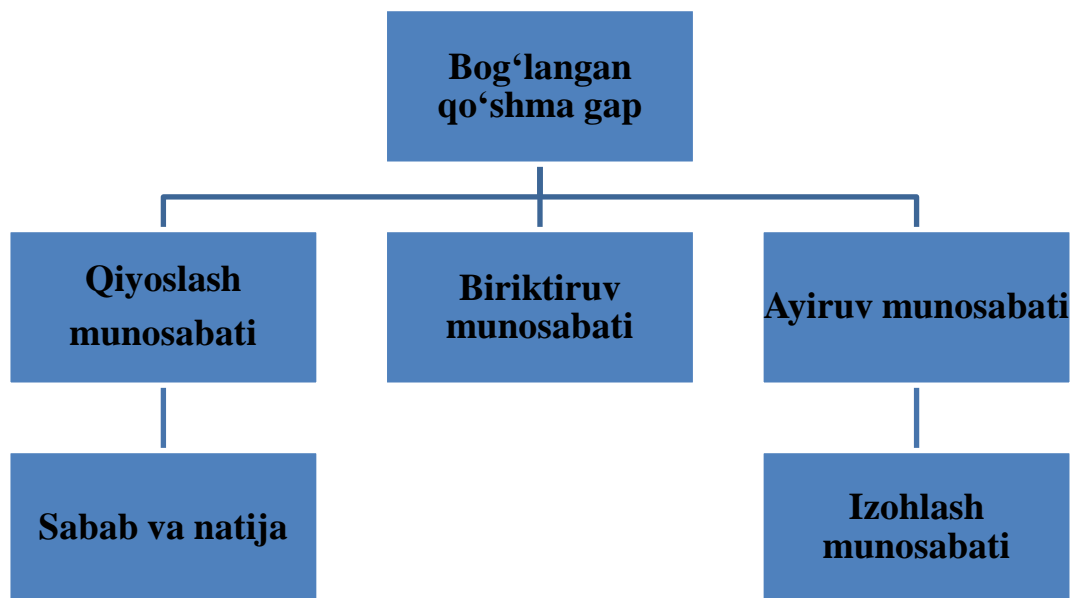 Bog‘langan
qo‘shma gap
Qiyoslash
munosabati
Biriktiruv
munosabati
Ayiruv munosabati
Sabab va natija
Izohlash
munosabati